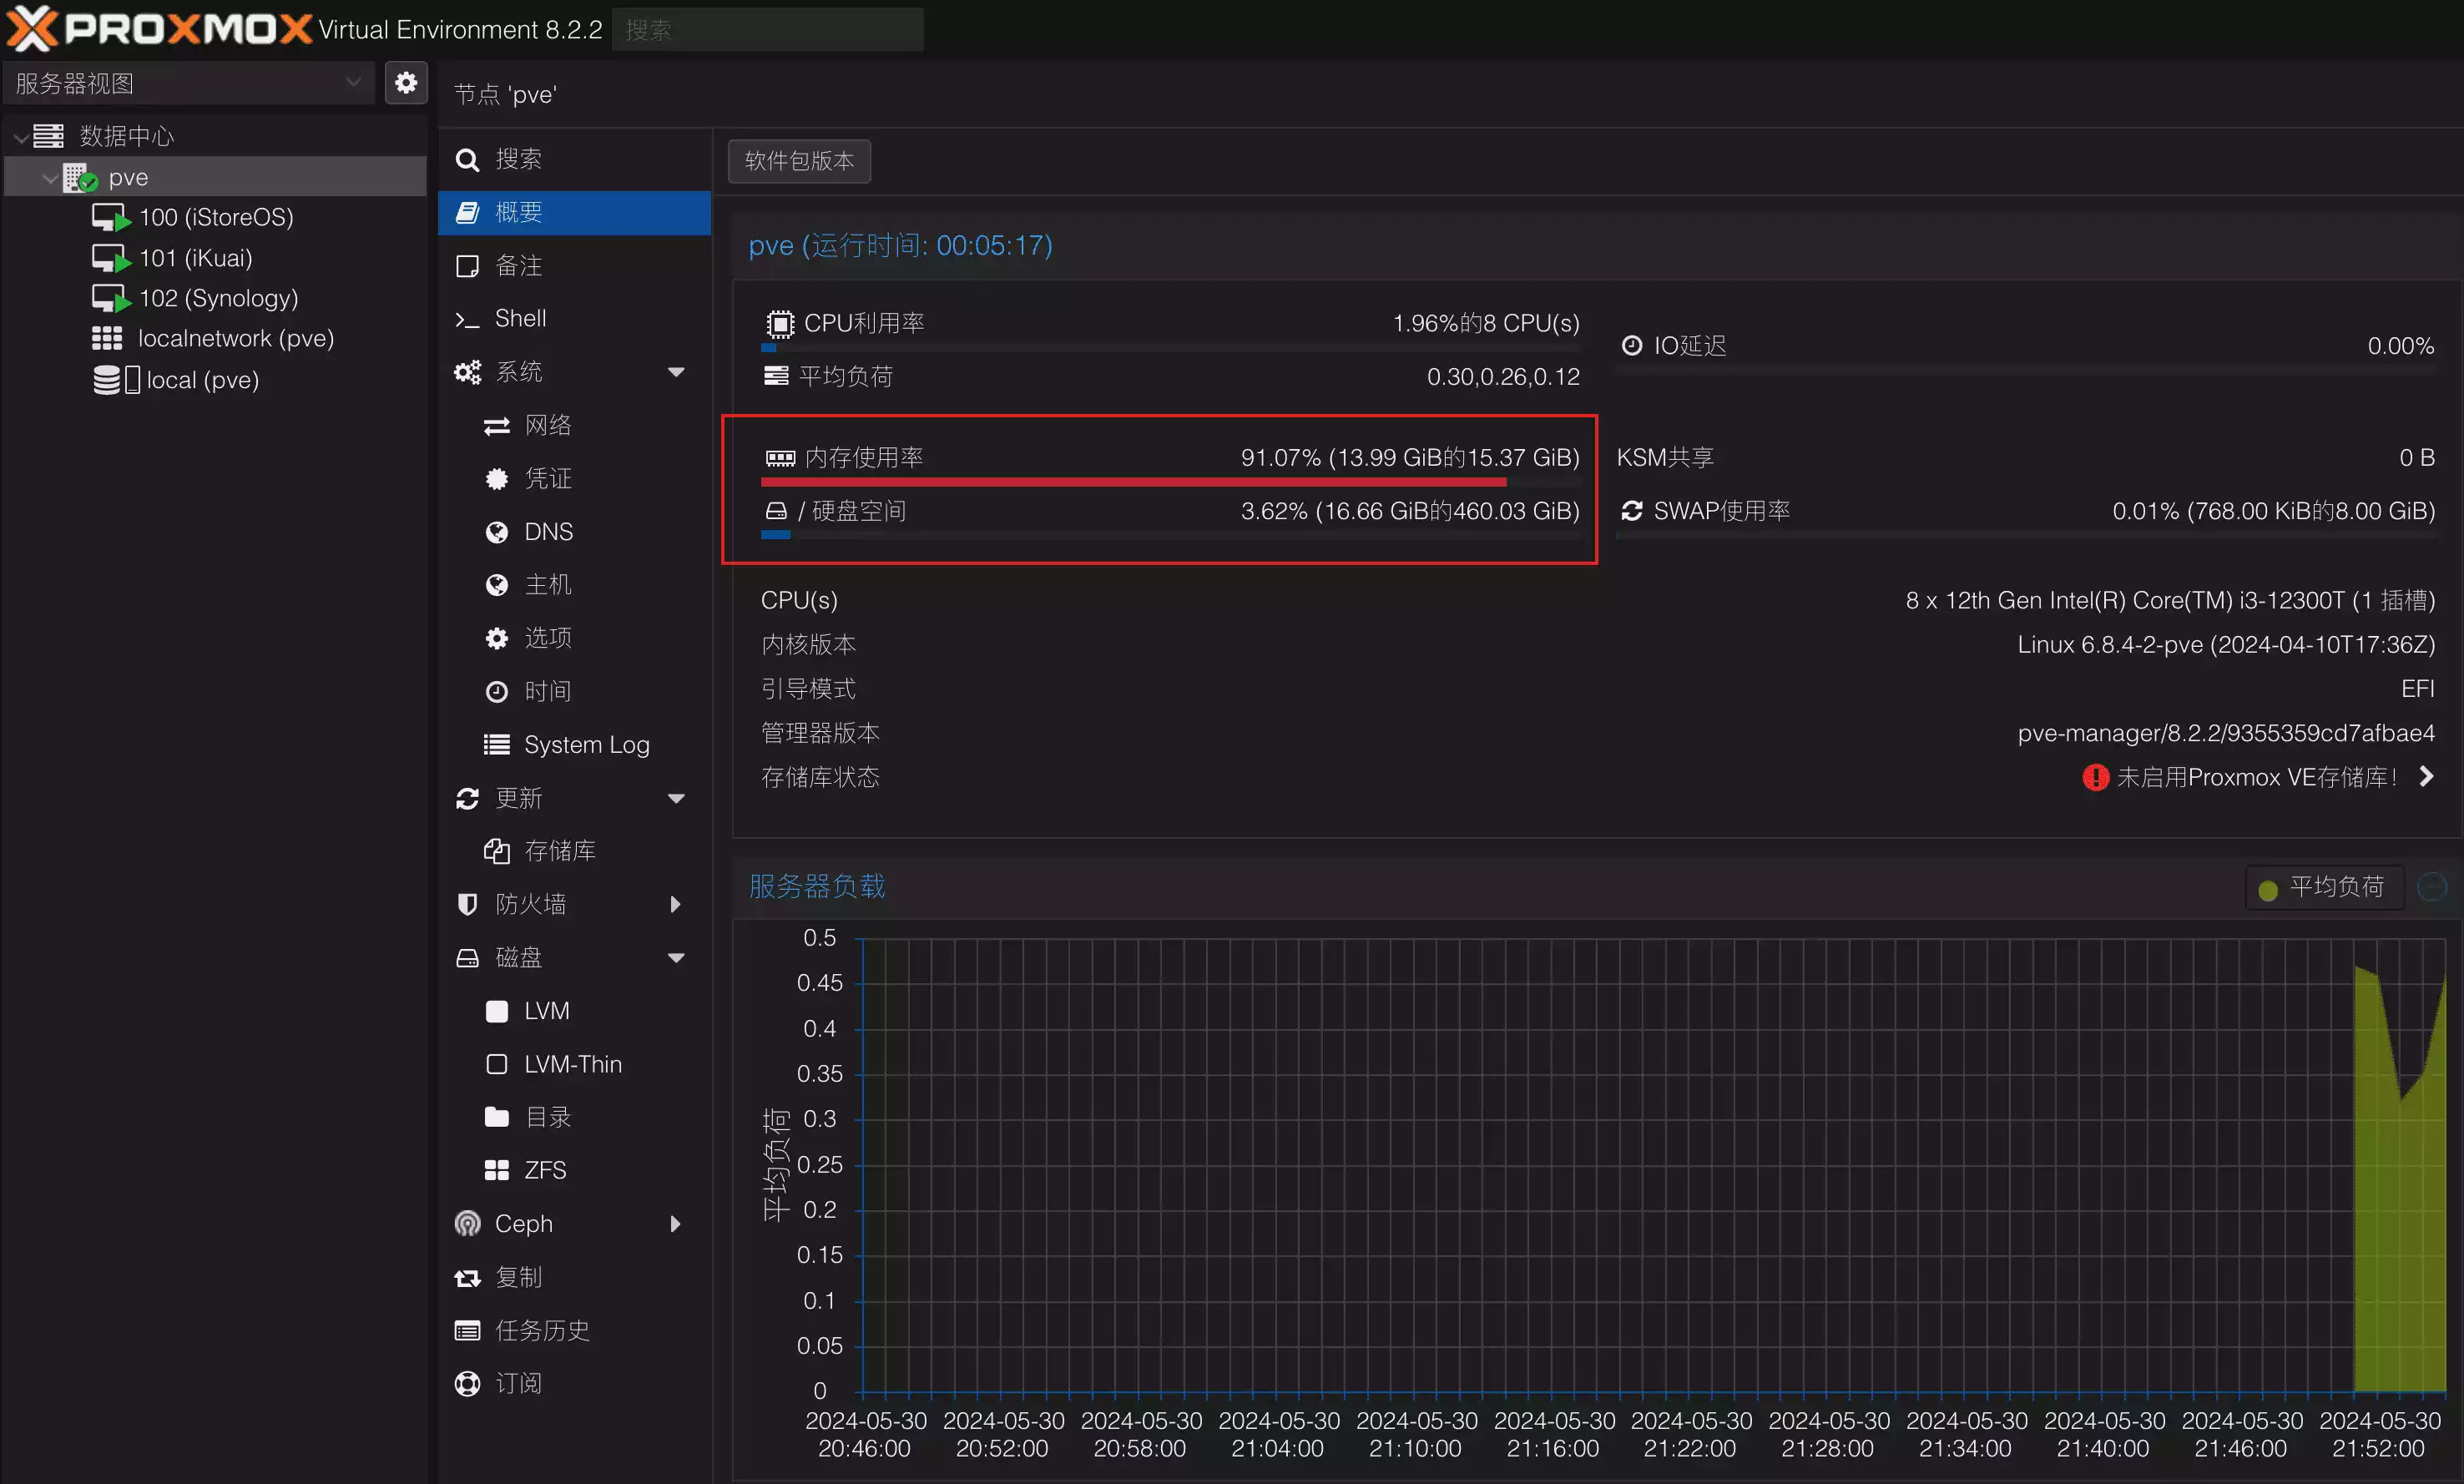 PROXMOX Virtual Environment 8.2.2 搜索
服务器视图
数据中心
pve
100 (iStoreOS)
101 (iKuai)
102 (Synology)
localnetwork (pve)
local (pve)
节点 'pve'
搜索
概要
备注
Shell
系统
网络
凭证
DNS
主机
选项
时间
System Log
更新
存储库
防火墙
磁盘
LVM
LVM-Thin
目录
ZFS
Ceph
复制
任务历史
订阅
软件包版本
pve (运行时间: 00:05:17)
CPU利用率 1.96%的8 CPU(s)
IO延迟 0.00%
平均负荷 0.30,0.26,0.12
内存使用率 91.07% (13.99 GiB的15.37 GiB)
KSM共享 0 B
/ 硬盘空间 3.62% (16.66 GiB的460.03 GiB)
SWAP使用率 0.01% (768.00 KiB的8.00 GiB)
CPU(s) 8 x 12th Gen Intel(R) Core(TM) i3-12300T (1 插槽)
内核版本 Linux 6.8.4-2-pve (2024-04-10T17:36Z)
引导模式 EFI
管理器版本 pve-manager/8.2.2/9355359cd7afbae4
存储库状态 未启用Proxmox VE存储库!
服务器负载
平均负荷
平均负荷
0.5
0.45
0.4
0.35
0.3
0.25
0.2
0.15
0.1
0.05
0
2024-05-30 2024-05-30 2024-05-30 2024-05-30 2024-05-30 2024-05-30 2024-05-30 2024-05-30 2024-05-30 2024-05-30 2024-05-30 2024-05-30
20:46:00 20:52:00 20:58:00 21:04:00 21:10:00 21:16:00 21:22:00 21:28:00 21:34:00 21:40:00 21:46:00 21:52:00